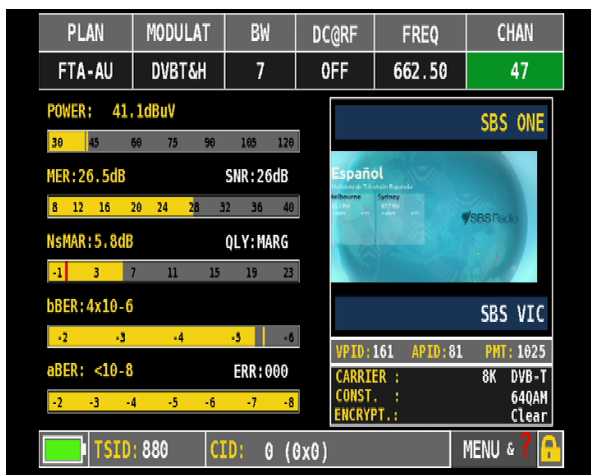 PLAN MODULAT BW DC@RF FREQ CHAN
FTA-AU DVBT&H 7 OFF 662.50 47
POWER: 41.1dBuV
30 45 60 75 90 105 120
MER:26.5dB SNR:26dB
8 12 16 20 24 28 32 36 40
NsMAR:5.8dB QLY:MARG
-1 3 7 11 15 19 23
bBER:4x10-6
-2 -3 -4 -5 -6
aBER: <10-8 ERR:000
-2 -3 -4 -5 -6 -7 -8
SBS ONE
Español
Melbourne Sydney
SBS Radio
SBS VIC
VPID:161 APID:81 PMT:1025
CARRIER : 8K DVB-T
CONST. : 64QAM
ENCRYPT.: Clear
TSID:880 CID: 0 (0x0) MENU & ?